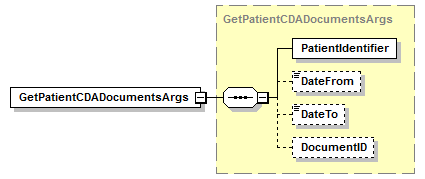 GetPatientCDADocumentsArgs
PatientIdentifier
DateFrom
GetPatientCDADocumentsArgs
DateTo
DocumentID